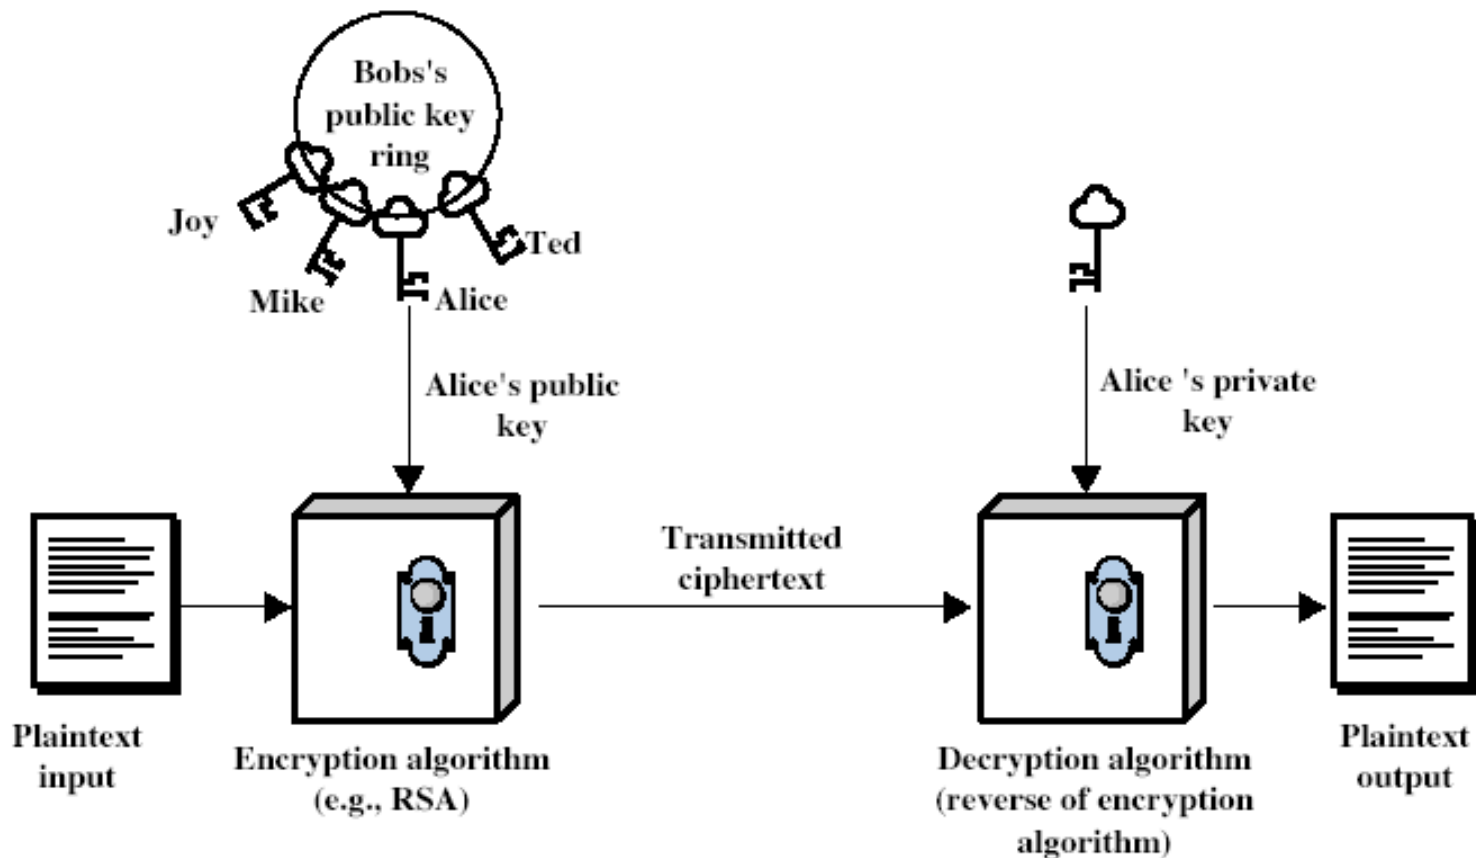 Bobs's
public key
ring
Joy
Ted
Mike
Alice
Alice's public
key
Alice 's private
key
Transmitted
ciphertext
Plaintext
input
Encryption algorithm
(e.g., RSA)
Decryption algorithm
(reverse of encryption
algorithm)
Plaintext
output